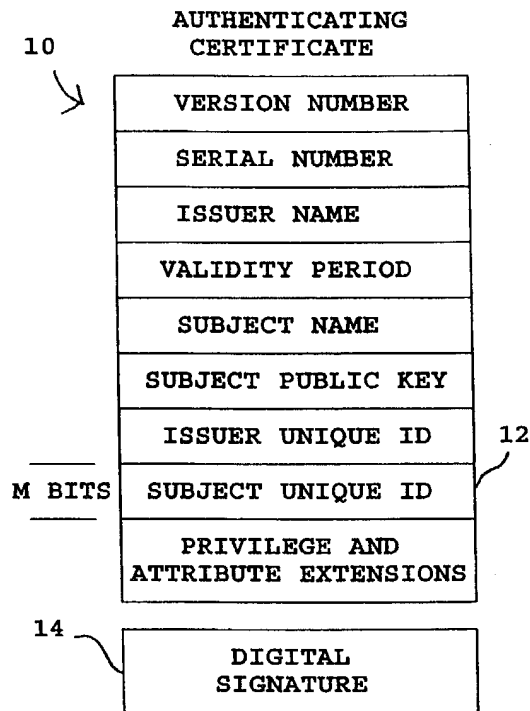 AUTHENTICATING
CERTIFICATE
10
VERSION NUMBER
SERIAL NUMBER
ISSUER NAME
VALIDITY PERIOD
SUBJECT NAME
SUBJECT PUBLIC KEY
ISSUER UNIQUE ID
12
M BITS
SUBJECT UNIQUE ID
PRIVILEGE AND
ATTRIBUTE EXTENSIONS
14
DIGITAL
SIGNATURE